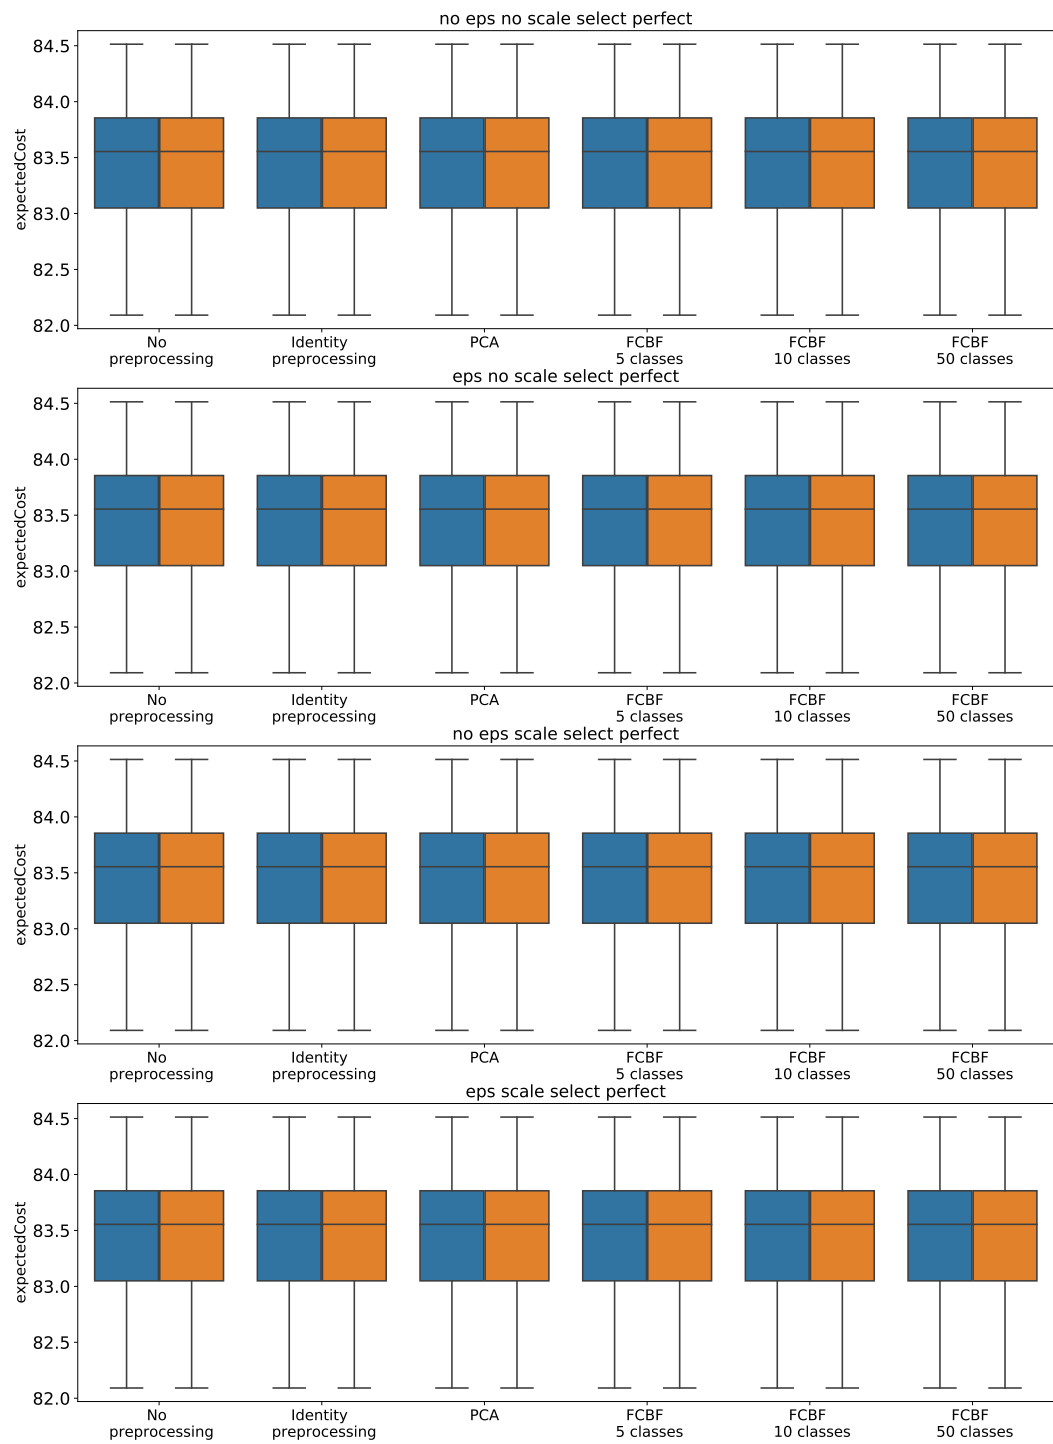 no eps no scale select perfect
84.5
84.0
83.5
83.0
82.5
82.0
expectedCost
No preprocessing
Identity preprocessing
PCA
FCBF 5 classes
FCBF 10 classes
FCBF 50 classes
eps no scale select perfect
84.5
84.0
83.5
83.0
82.5
82.0
expectedCost
No preprocessing
Identity preprocessing
PCA
FCBF 5 classes
FCBF 10 classes
FCBF 50 classes
no eps scale select perfect
84.5
84.0
83.5
83.0
82.5
82.0
expectedCost
No preprocessing
Identity preprocessing
PCA
FCBF 5 classes
FCBF 10 classes
FCBF 50 classes
eps scale select perfect
84.5
84.0
83.5
83.0
82.5
82.0
expectedCost
No preprocessing
Identity preprocessing
PCA
FCBF 5 classes
FCBF 10 classes
FCBF 50 classes